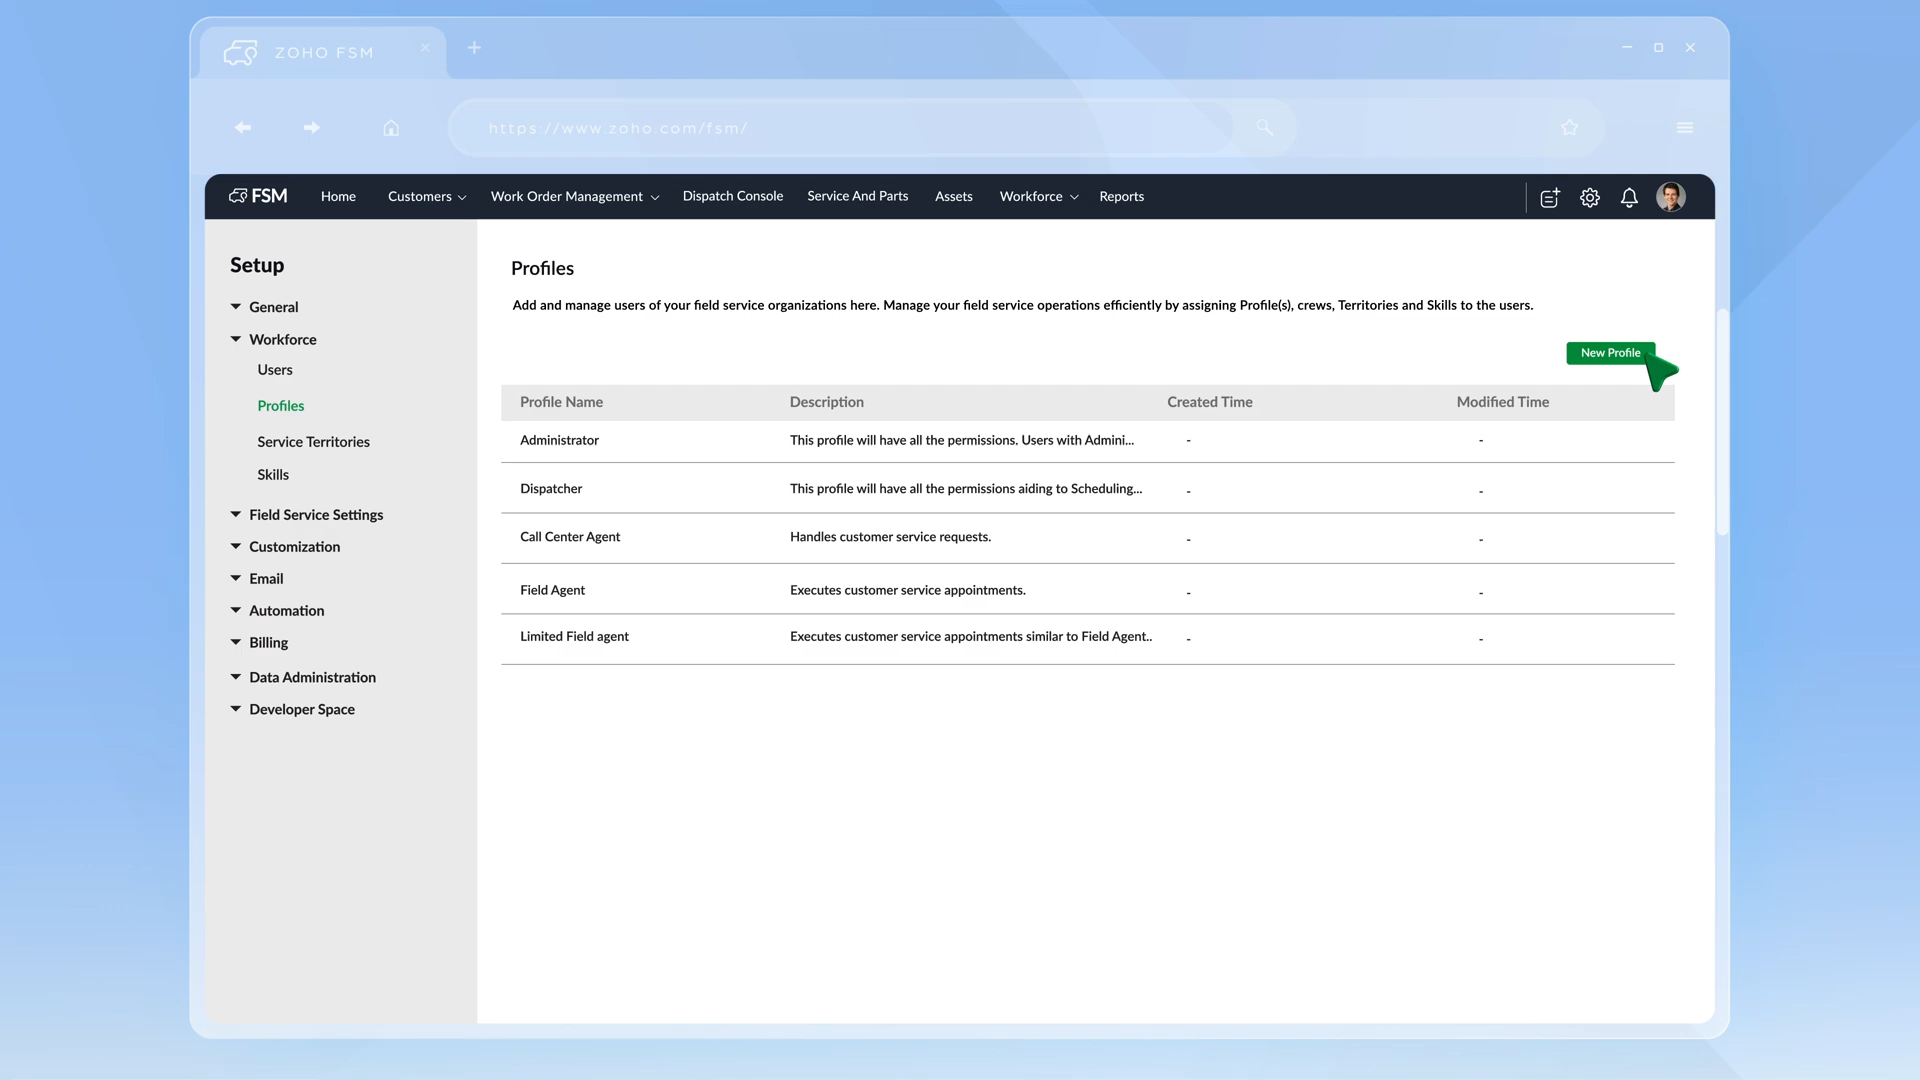 ZOHO FSM
https://www.zoho.com/fsm/
FSM Home Customers Work Order Management Dispatch Console Service And Parts Assets Workforce Reports
Setup
General
Workforce
Users
Profiles
Service Territories
Skills
Field Service Settings
Customization
Email
Automation
Billing
Data Administration
Developer Space
Profiles
Add and manage users of your field service organizations here. Manage your field service operations efficiently by assigning Profile(s), crews, Territories and Skills to the users.
New Profile
Profile Name Description Created Time Modified Time
Administrator This profile will have all the permissions. Users with Admini... - -
Dispatcher This profile will have all the permissions aiding to Scheduling... - -
Call Center Agent Handles customer service requests. - -
Field Agent Executes customer service appointments. - -
Limited Field agent Executes customer service appointments similar to Field Agent.. - -